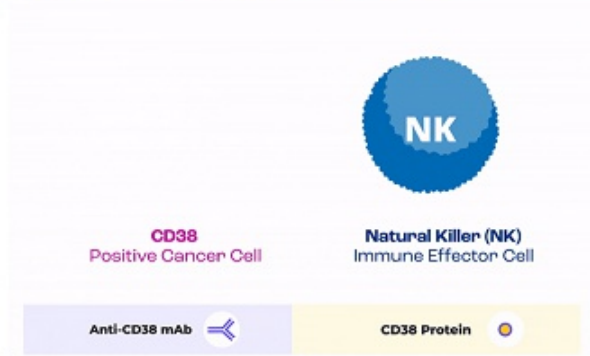 NK
CD38
Positive Cancer Cell
Natural Killer (NK)
Immune Effector Cell
Anti-CD38 mAb
CD38 Protein